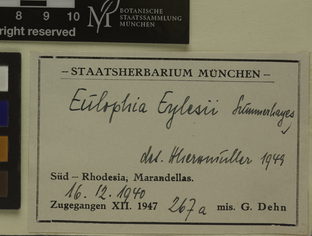 8 9 10
right reserved
BOTANISCHE
STAATSSAMMLUNG
MÜNCHEN
– STAATSHERBARIUM MÜNCHEN –
Eulophia Eylesii Summerhayes
det. 1949
Süd – Rhodesia, Marandellas.
16. 12. 1940
Zugegangen XII. 1947 267a mis. G. Dehn